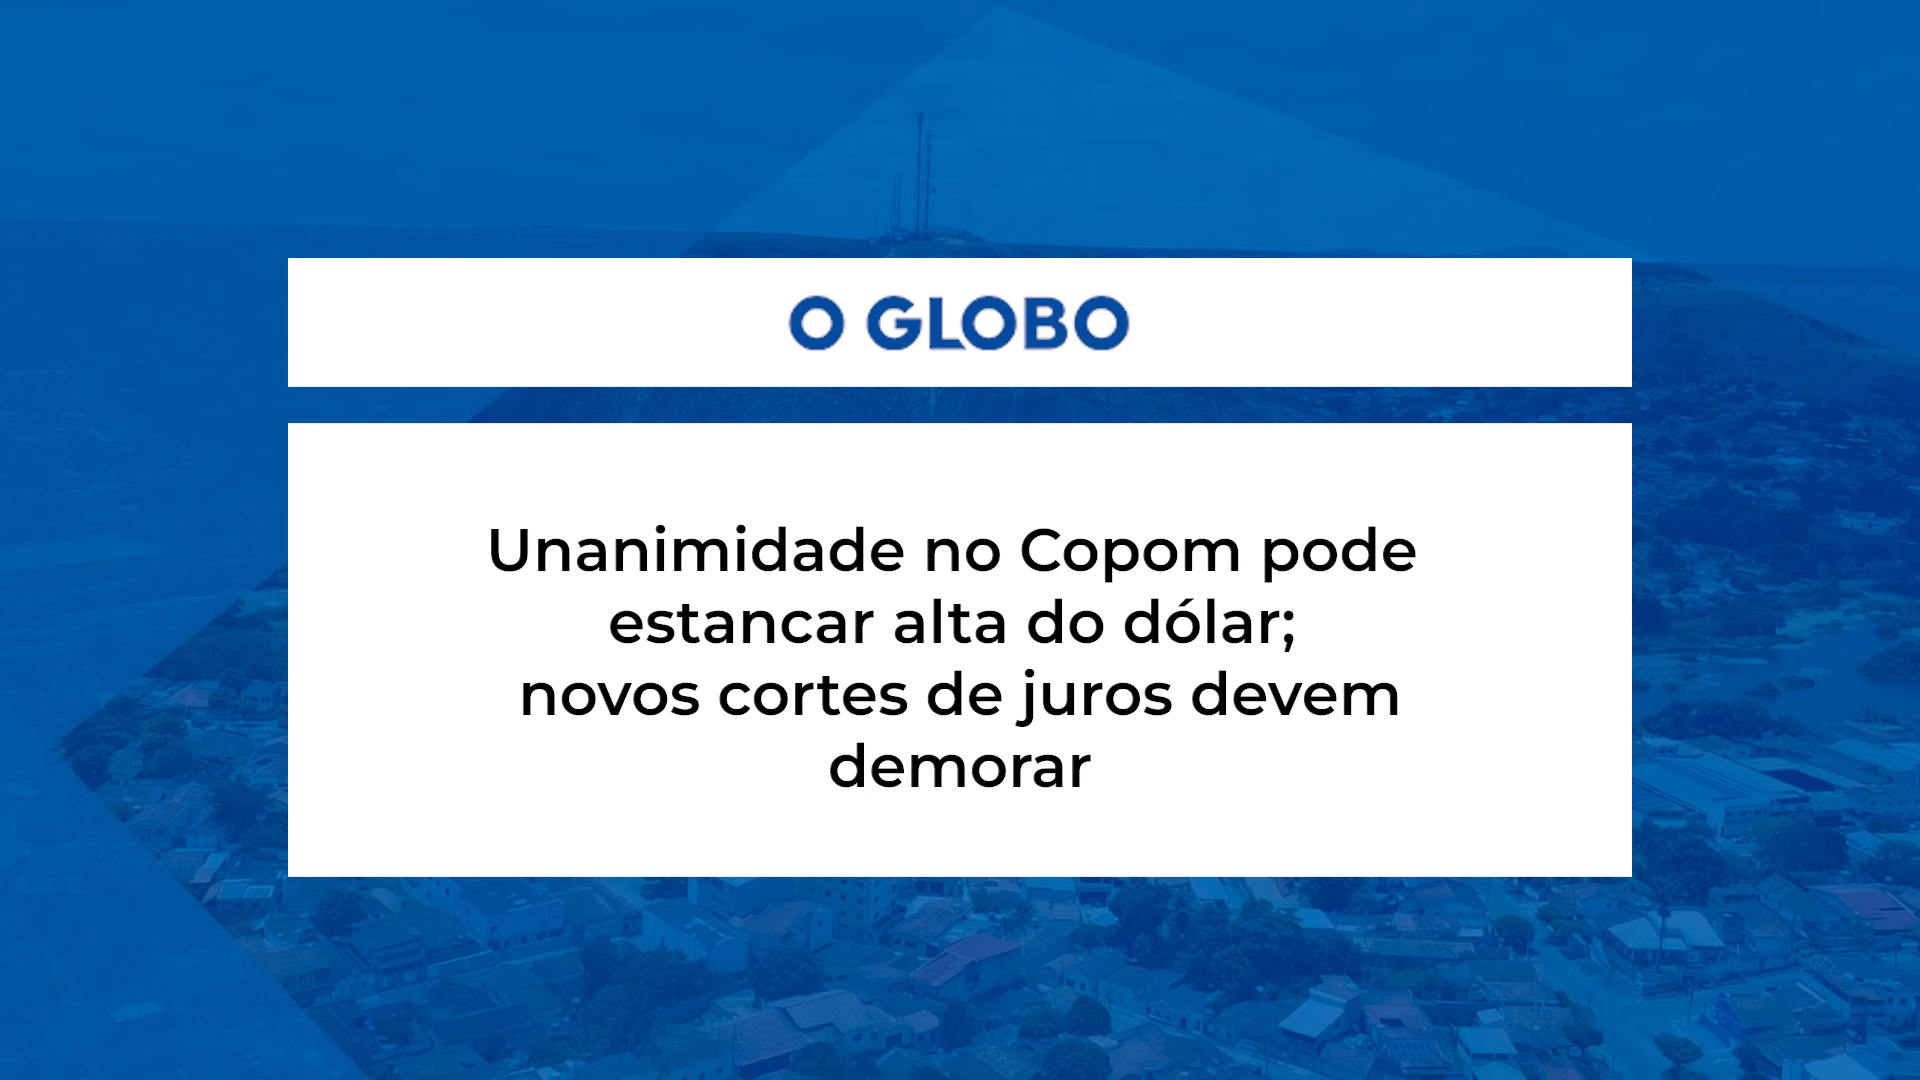 O GLOBO
Unanimidade no Copom pode
estancar alta do dólar;
novos cortes de juros devem
demorar